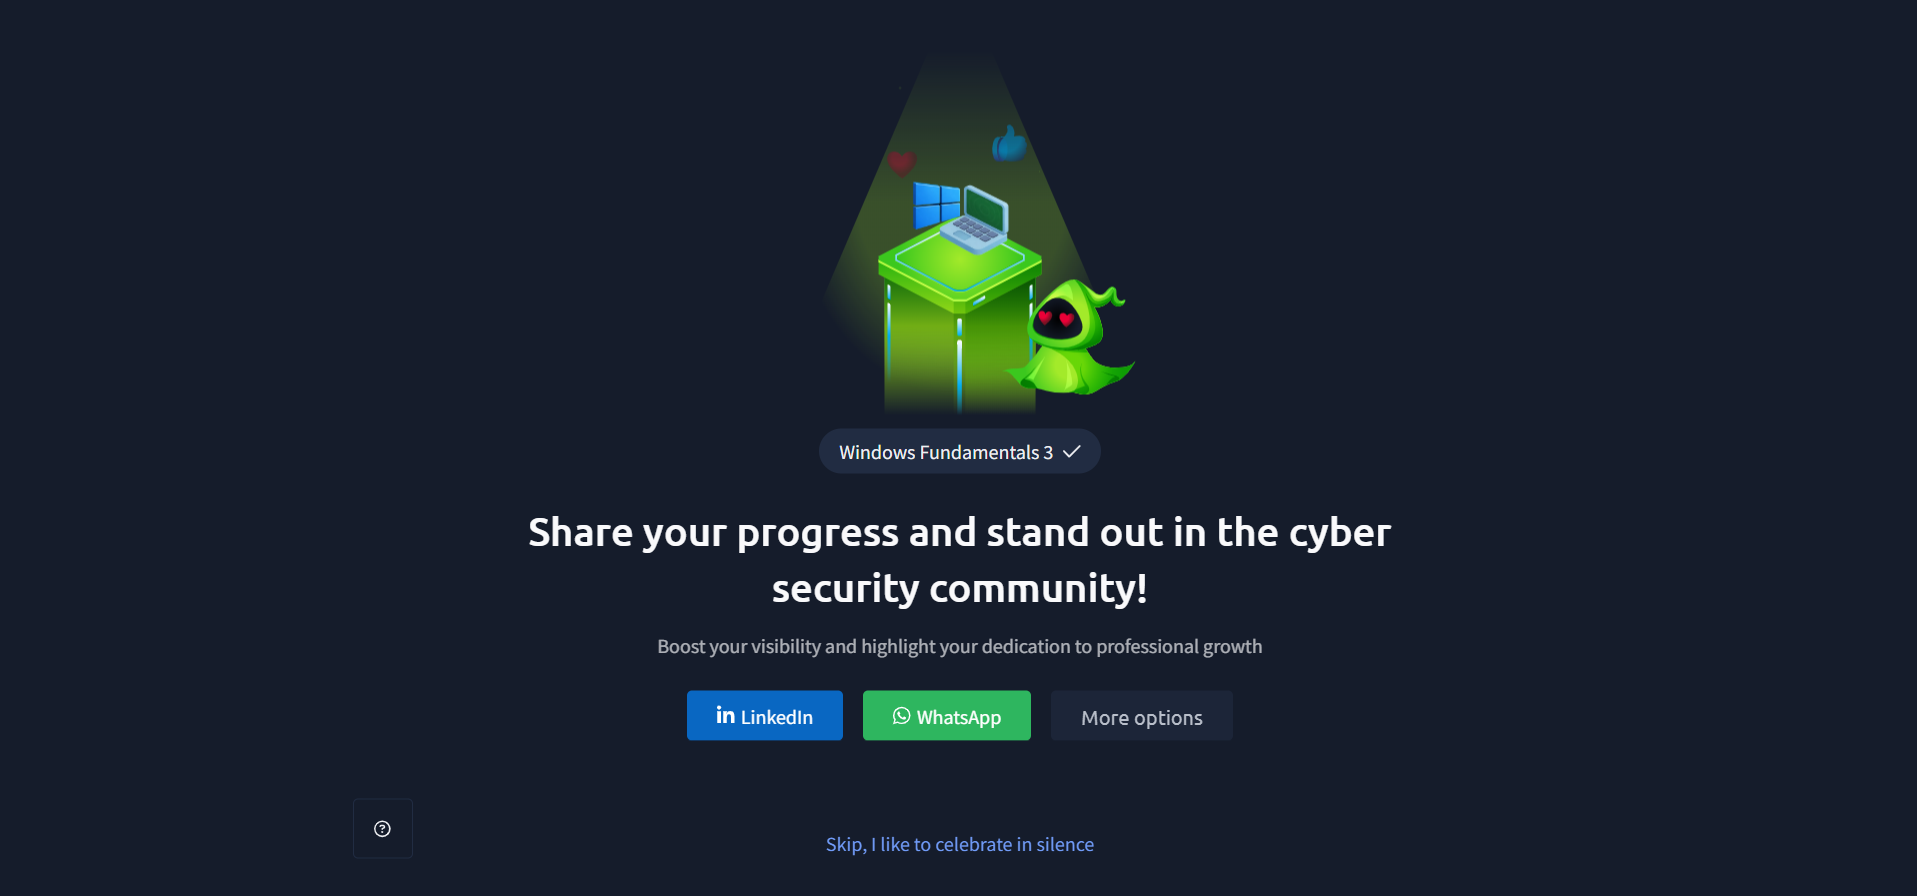 Windows Fundamentals 3
Share your progress and stand out in the cyber
security community!
Boost your visibility and highlight your dedication to professional growth
in LinkedIn
WhatsApp
More options
?
Skip, I like to celebrate in silence